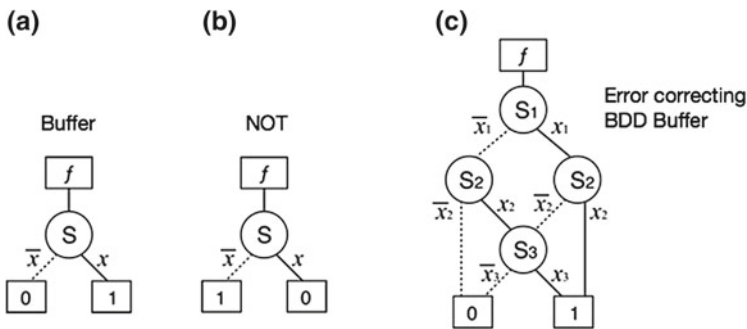 (a)
(b)
(c)
Buffer
NOT
Error correcting
BDD Buffer
f
S
x̅ x
0 1
f
S
x̅ x
1 0
f
S1
x̅1 x1
S2 S2
x̅2 x2 x̅2 x2
S3
x̅3 x3
0 1